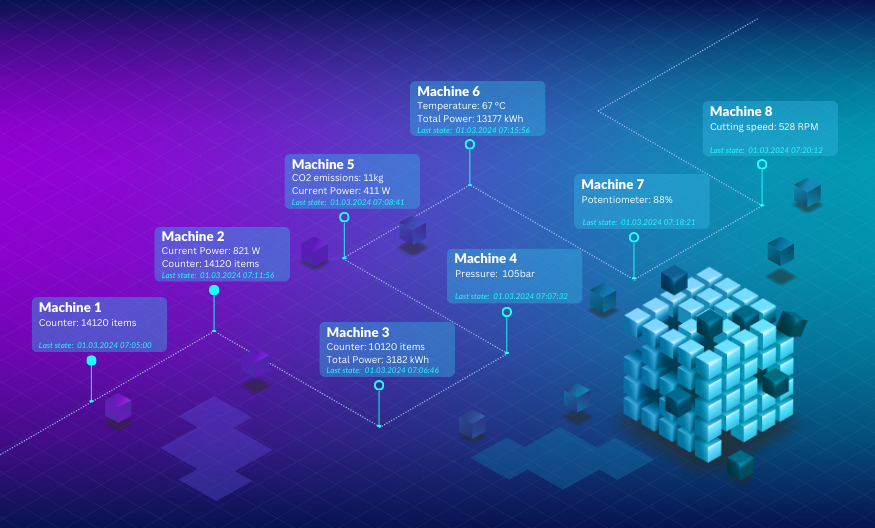 Machine 6
Temperature: 67 °C
Total Power: 13177 kWh
Last state: 01.03.2024 07:15:56
Machine 8
Cutting speed: 528 RPM
Last state: 01.03.2024 07:20:12
Machine 5
CO2 emissions: 11kg
Current Power: 411 W
Last state: 01.03.2024 07:08:41
Machine 7
Potentiometer: 88%
Last state: 01.03.2024 07:18:21
Machine 2
Current Power: 821 W
Counter: 14120 items
Last state: 01.03.2024 07:11:56
Machine 4
Pressure: 105bar
Last state: 01.03.2024 07:07:32
Machine 1
Counter: 14120 items
Last state: 01.03.2024 07:05:00
Machine 3
Counter: 10120 items
Total Power: 3182 kWh
Last state: 01.03.2024 07:06:46